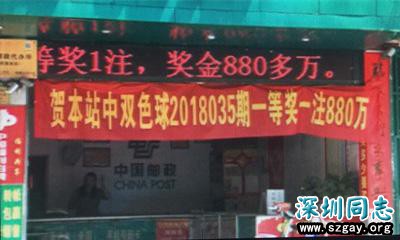 等奖1注，奖金880多万。
贺本站中双色球2018035期一等奖一注880万
中国邮政
CHINA POST
深圳同志
www.szgay.org